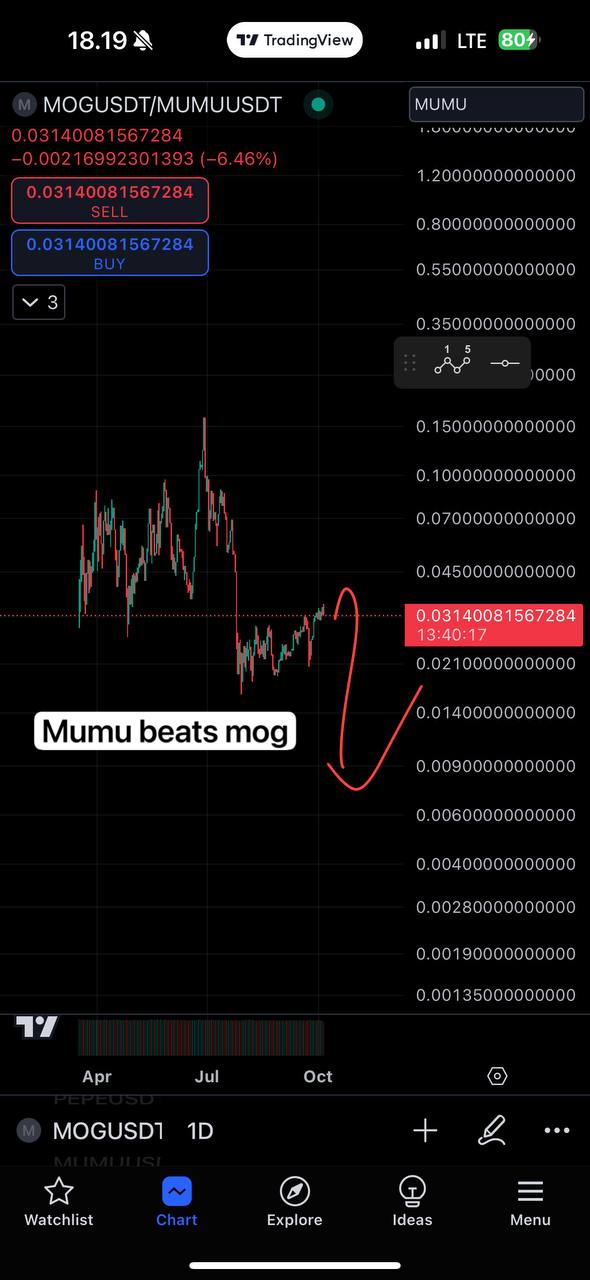 18.19
TradingView
LTE
80
M MOGUSDT/MUMUUSDT
MUMU
0.03140081567284
−0.00216992301393 (−6.46%)
0.03140081567284
SELL
0.03140081567284
BUY
3
1.20000000000000
0.80000000000000
0.55000000000000
0.35000000000000
1 5
0.15000000000000
0.10000000000000
0.07000000000000
0.04500000000000
0.03140081567284
13:40:17
0.02100000000000
0.01400000000000
Mumu beats mog
0.00900000000000
0.00600000000000
0.00400000000000
0.00280000000000
0.00190000000000
0.00135000000000
Apr Jul Oct
PEPEUSD
M MOGUSDT 1D
MUMUUSI
Watchlist Chart Explore Ideas Menu